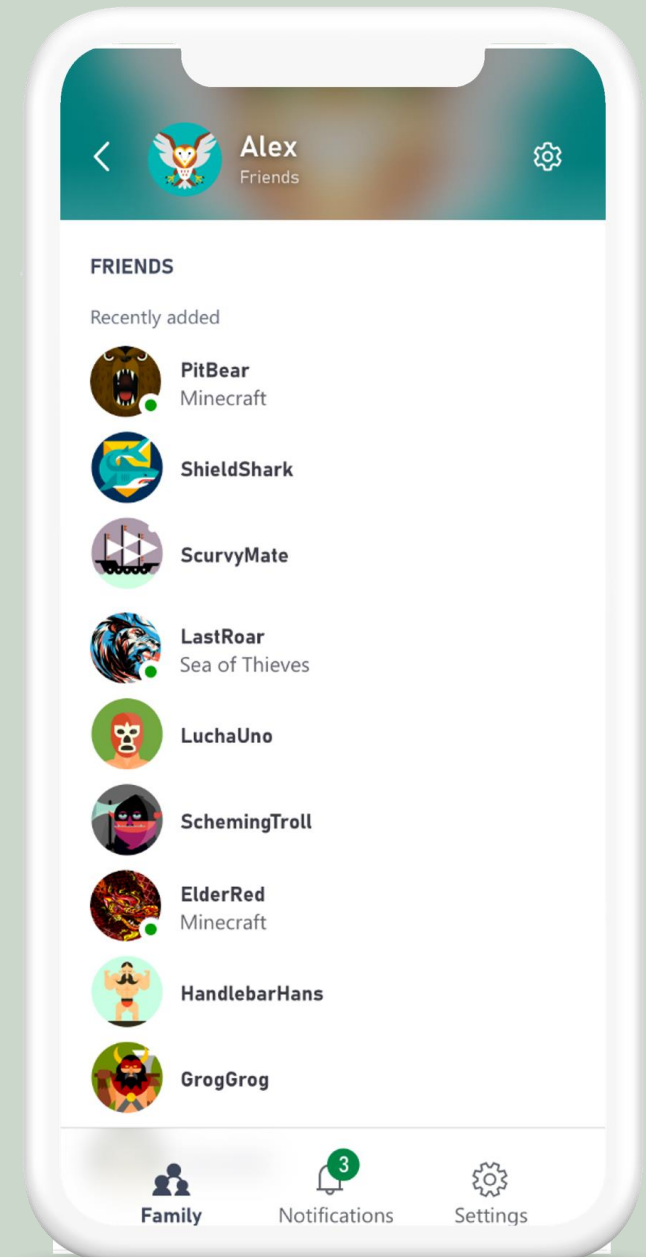 Alex
Friends
FRIENDS
Recently added
PitBear
Minecraft
ShieldShark
ScurvyMate
LastRoar
Sea of Thieves
LuchaUno
SchemingTroll
ElderRed
Minecraft
HandlebarHans
GrogGrog
3
Family
Notifications
Settings